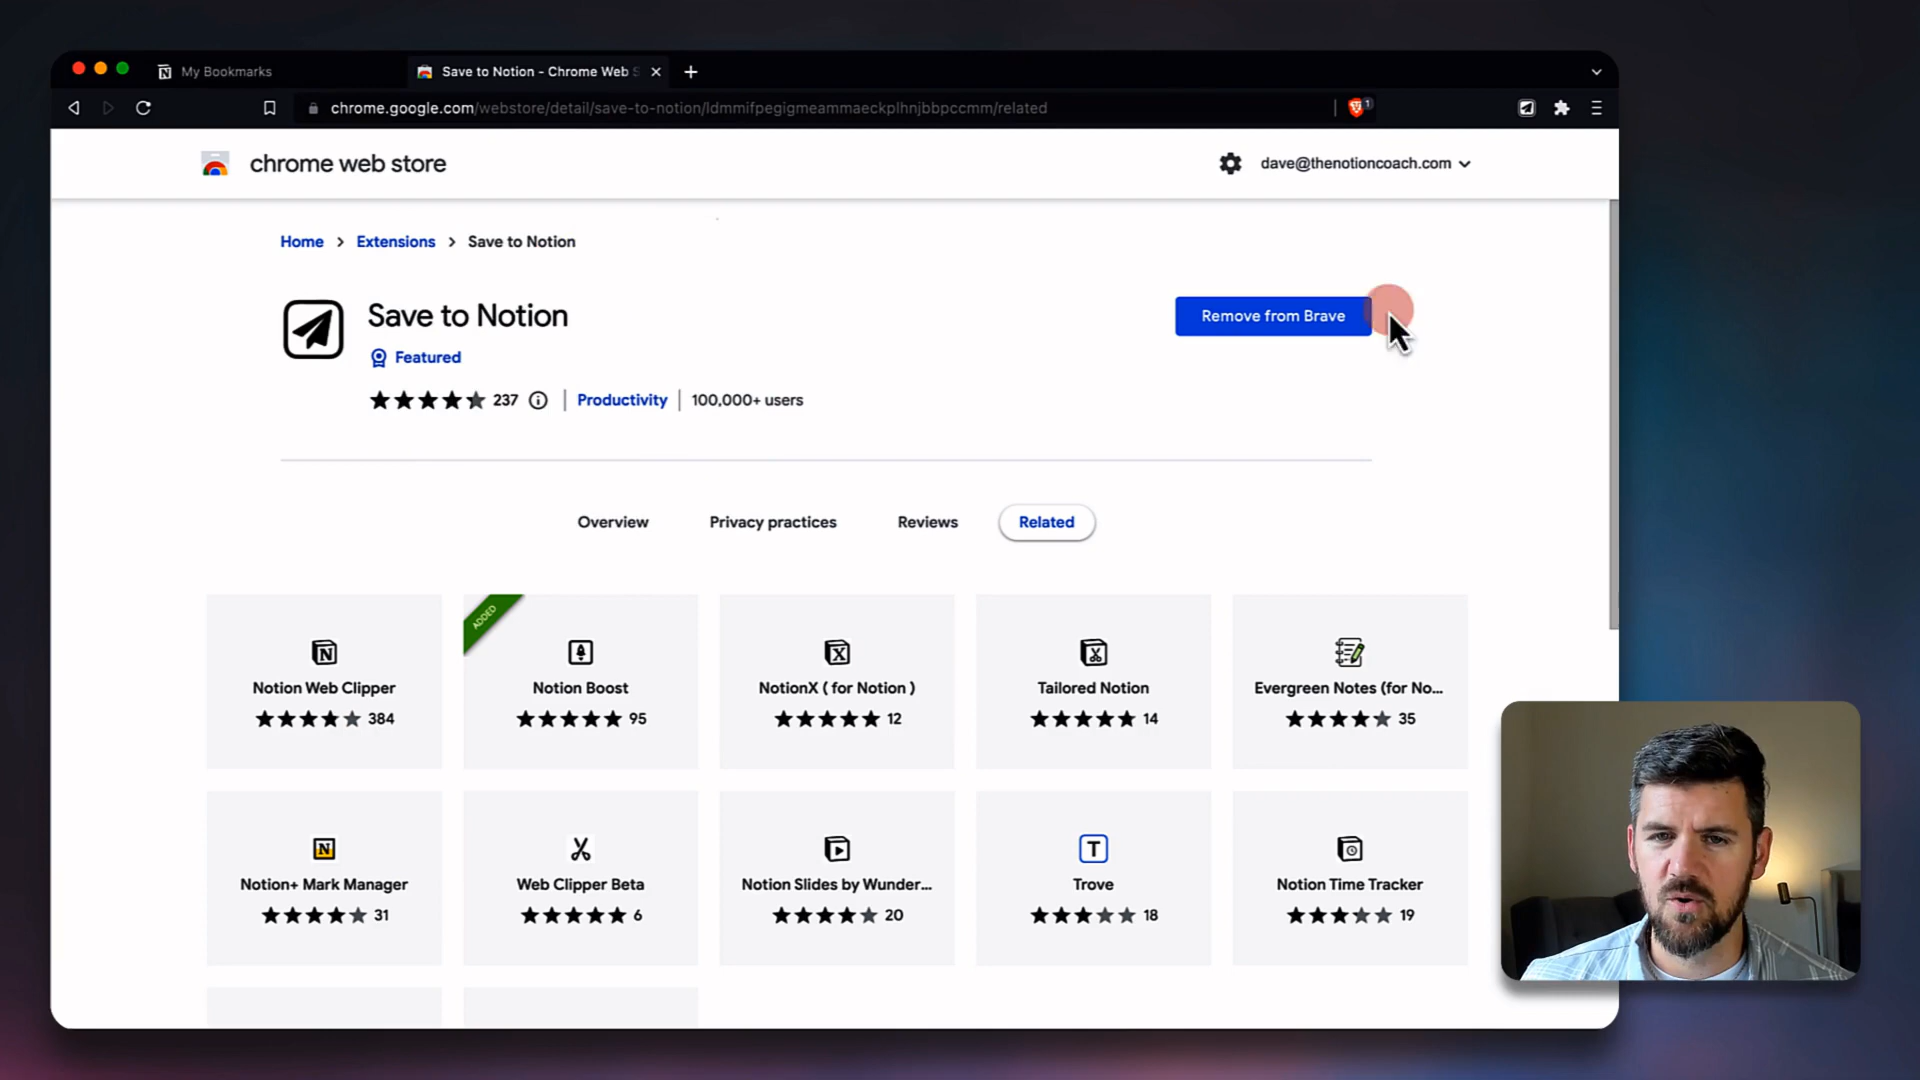 My Bookmarks
Save to Notion - Chrome Web S
1
chrome.google.com/webstore/detail/save-to-notion/ldmmifpegigmeammaeckplhnjbbpccmm/related
chrome web store
dave@thenotioncoach.com
Home > Extensions > Save to Notion
Save to Notion
Remove from Brave
Featured
237 | Productivity | 100,000+ users
Overview Privacy practices Reviews Related
ADDED
Notion Web Clipper
384
Notion Boost
95
NotionX ( for Notion )
12
Tailored Notion
14
Evergreen Notes (for No...
35
Notion+ Mark Manager
31
Web Clipper Beta
6
Notion Slides by Wunder...
20
T
Trove
18
Notion Time Tracker
19